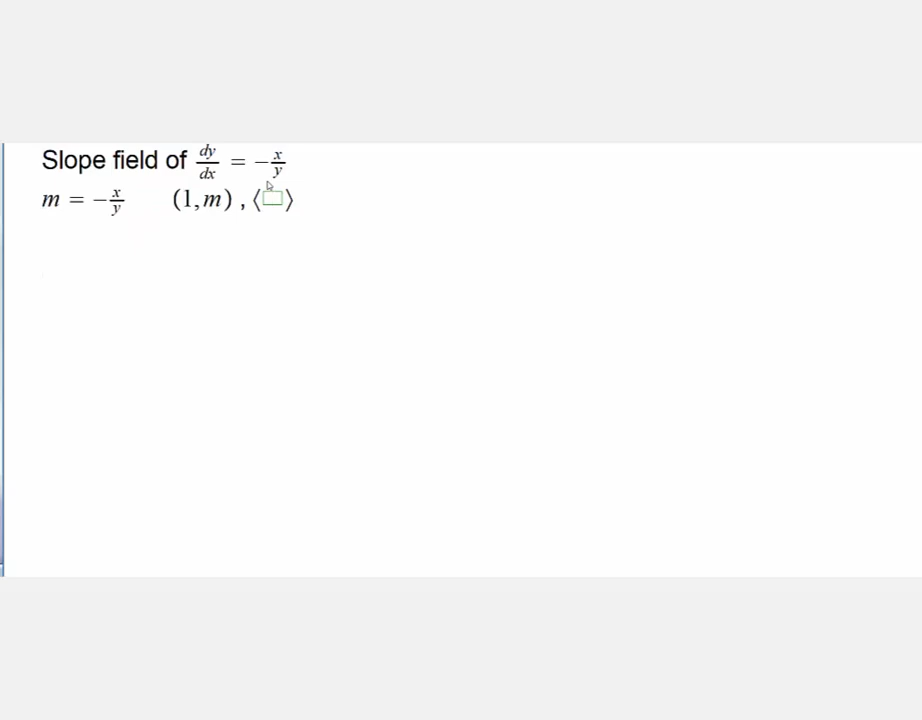 Slope field of dy/dx = −x/y
m = −x/y (1,m) , ⟨□⟩